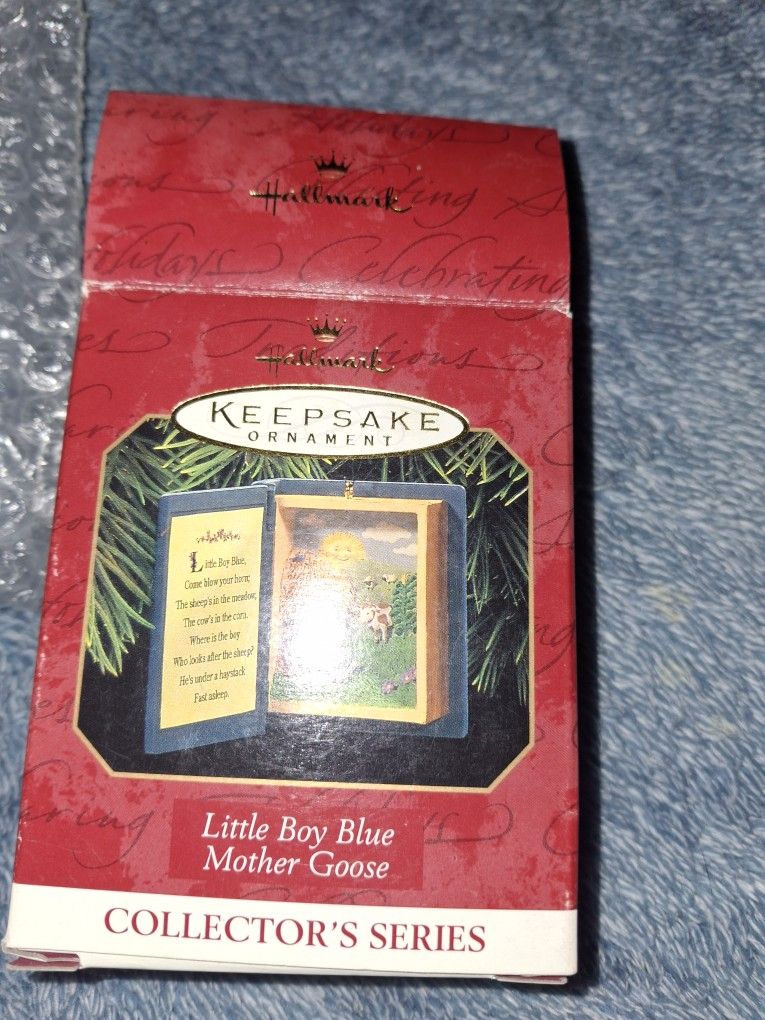 Hallmark
Holidays Celebrating
Hallmark
Traditions
KEEPSAKE
ORNAMENT
Little Boy Blue,
Come blow your horn;
The sheep's in the meadow,
The cow's in the corn.
Where is the boy
Who looks after the sheep?
He's under a haystack
Fast asleep.
Little Boy Blue
Mother Goose
COLLECTOR'S SERIES